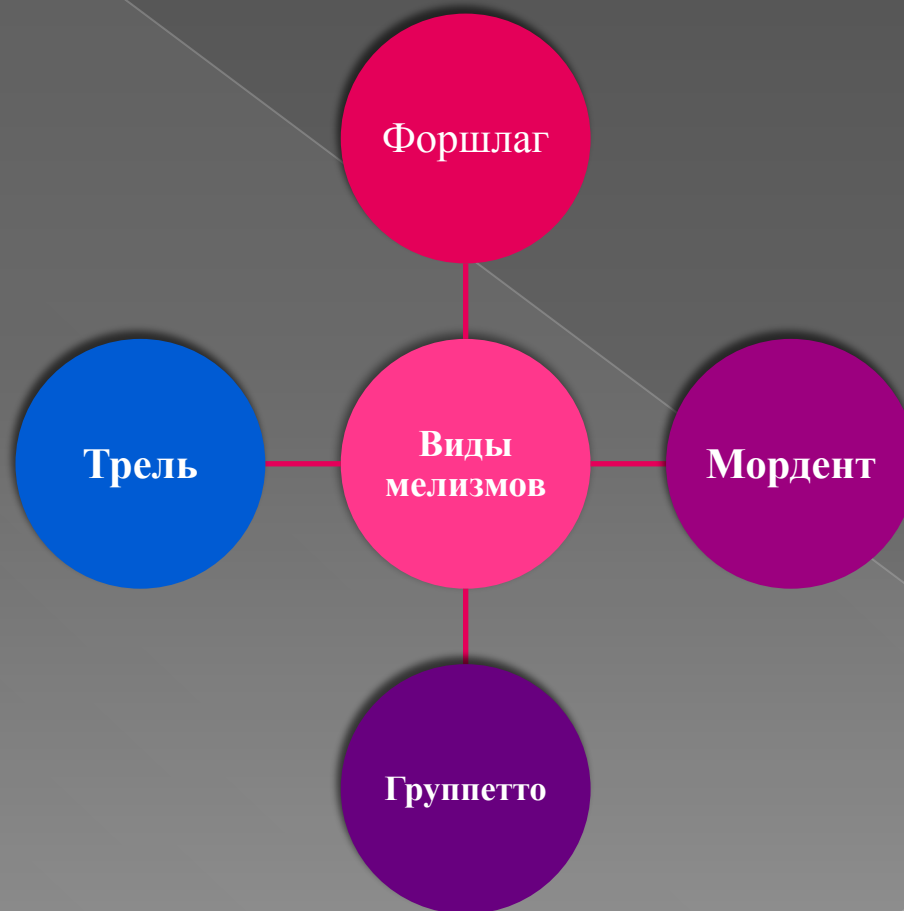 Форшлаг
Трель
Виды
мелизмов
Мордент
Группетто